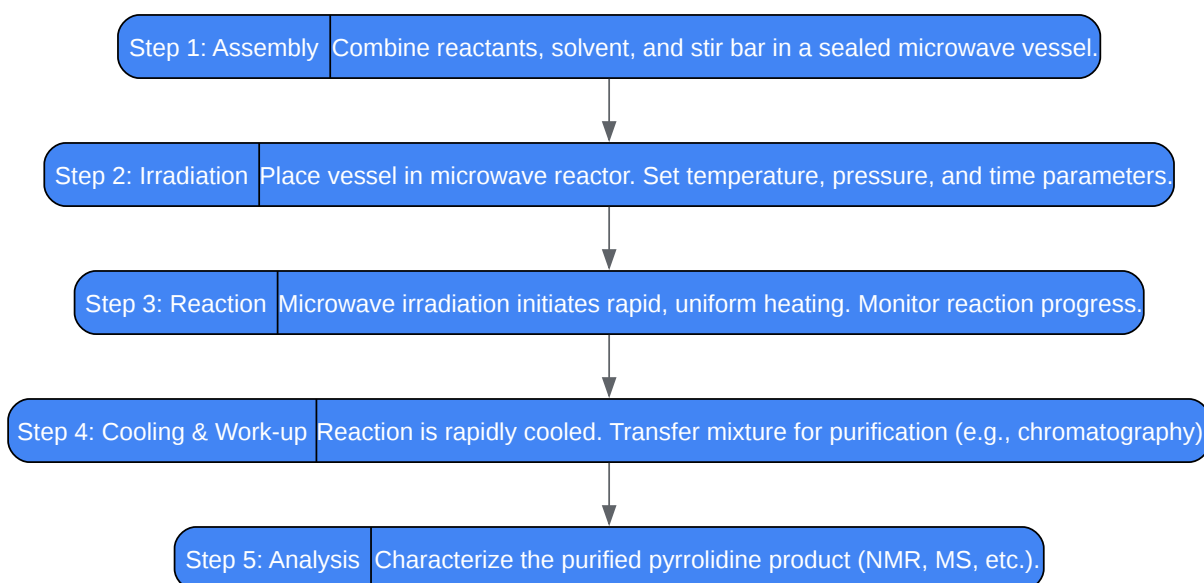 Step 1: Assembly Combine reactants, solvent, and stir bar in a sealed microwave vessel.
Step 2: Irradiation Place vessel in microwave reactor. Set temperature, pressure, and time parameters.
Step 3: Reaction Microwave irradiation initiates rapid, uniform heating. Monitor reaction progress.
Step 4: Cooling & Work-up Reaction is rapidly cooled. Transfer mixture for purification (e.g., chromatography)
Step 5: Analysis Characterize the purified pyrrolidine product (NMR, MS, etc.).